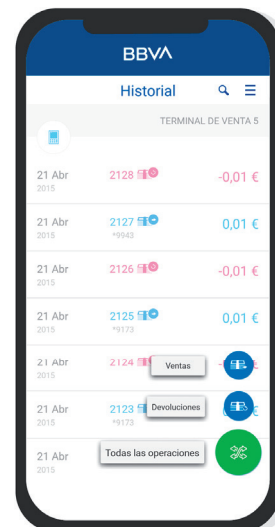 BBVA
Historial
TERMINAL DE VENTA 5
21 Abr 2128 -0,01 €
2015
21 Abr 2127 0,01 €
2015 *9943
21 Abr 2126 -0,01 €
2015
21 Abr 2125 0,01 €
2015 *9173
21 Abr 2124 - 
2015
Ventas
21 Abr 2123 €
2015 *9173
Devoluciones
21 Abr
2015
Todas las operaciones